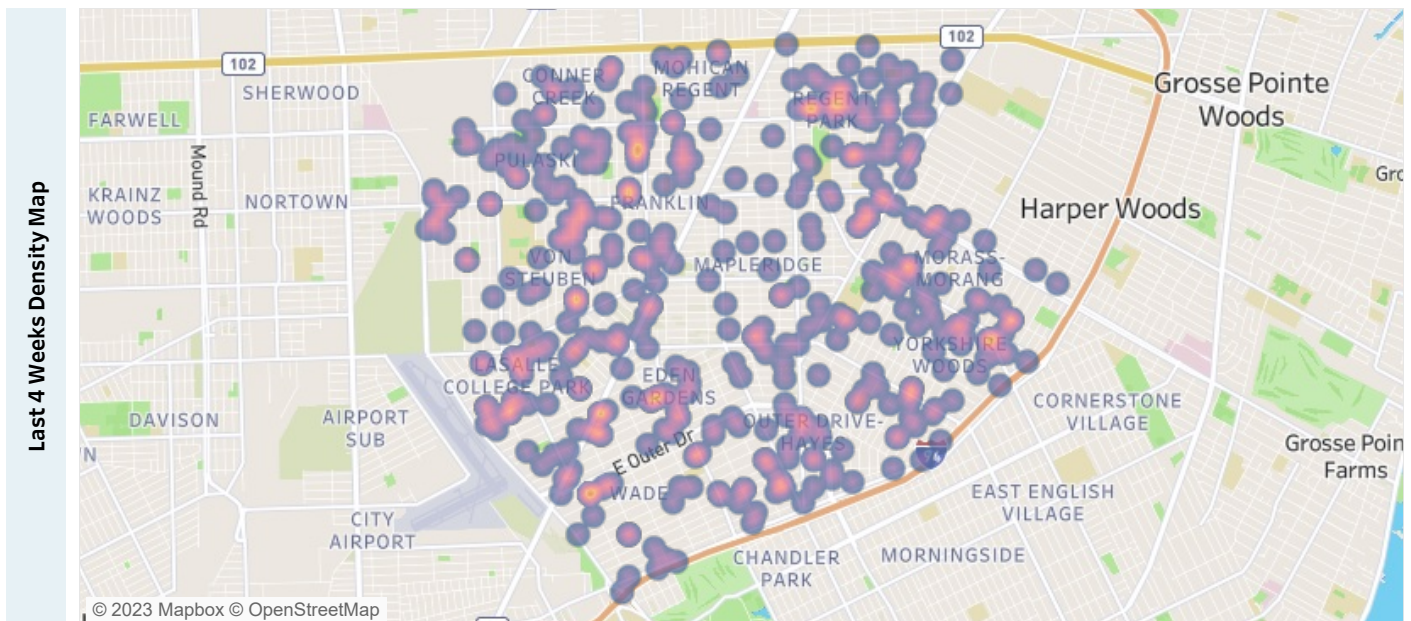 Last 4 Weeks Density Map
102
102
CONNER
CREEK
MOHICAN
REGENT
Grosse Pointe
Woods
SHERWOOD
REGENT
PARK
FARWELL
Mound Rd
PULASKI
Gro
KRAINZ
WOODS
NORTOWN
FRANKLIN
Harper Woods
VON
STEUBEN
MAPLERIDGE
MORASS-
MORANG
YORKSHIRE
WOODS
LASALLE
COLLEGE PARK
EDEN
GARDENS
DAVISON
AIRPORT
SUB
OUTER DRIVE-
HAYES
CORNERSTONE
VILLAGE
N
E Outer Dr
94
Grosse Poin
Farms
WADE
EAST ENGLISH
VILLAGE
CITY
AIRPORT
CHANDLER
PARK
MORNINGSIDE
© 2023 Mapbox © OpenStreetMap